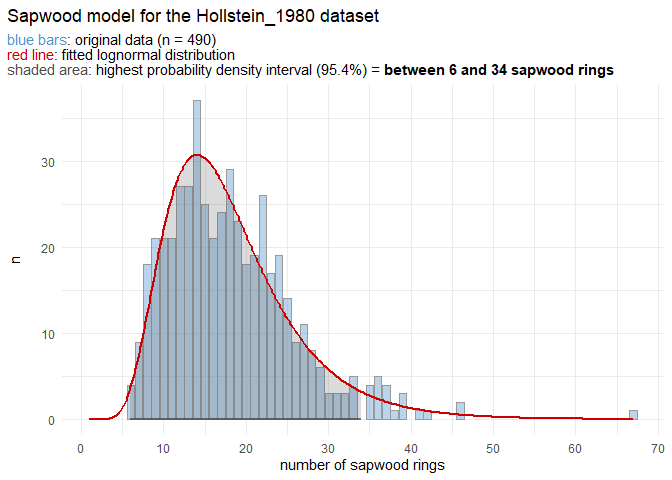 Sapwood model for the Hollstein_1980 dataset
blue bars: original data (n = 490)
red line: fitted lognormal distribution
shaded area: highest probability density interval (95.4%) = between 6 and 34 sapwood rings
30
20
10
0
n
0 10 20 30 40 50 60 70
number of sapwood rings